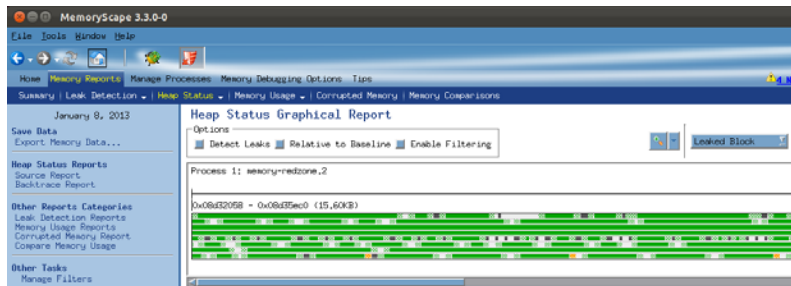 MemoryScape 3.3.0-0
File Tools Window Help
Home Memory Reports Manage Processes Memory Debugging Options Tips
Summary | Leak Detection | Heap Status | Memory Usage | Corrupted Memory | Memory Comparisons
January 8, 2013
Save Data
Export Memory Data...
Heap Status Reports
Source Report
Backtrace Report
Other Reports Categories
Leak Detection Reports
Memory Usage Reports
Corrupted Memory Report
Compare Memory Usage
Other Tasks
Manage Filters
Heap Status Graphical Report
Options
Detect Leaks Relative to Baseline Enable Filtering
Leaked Block
Process 1: memory-redzone.2
0x08d32058 - 0x08d35ec0 (15.60KB)